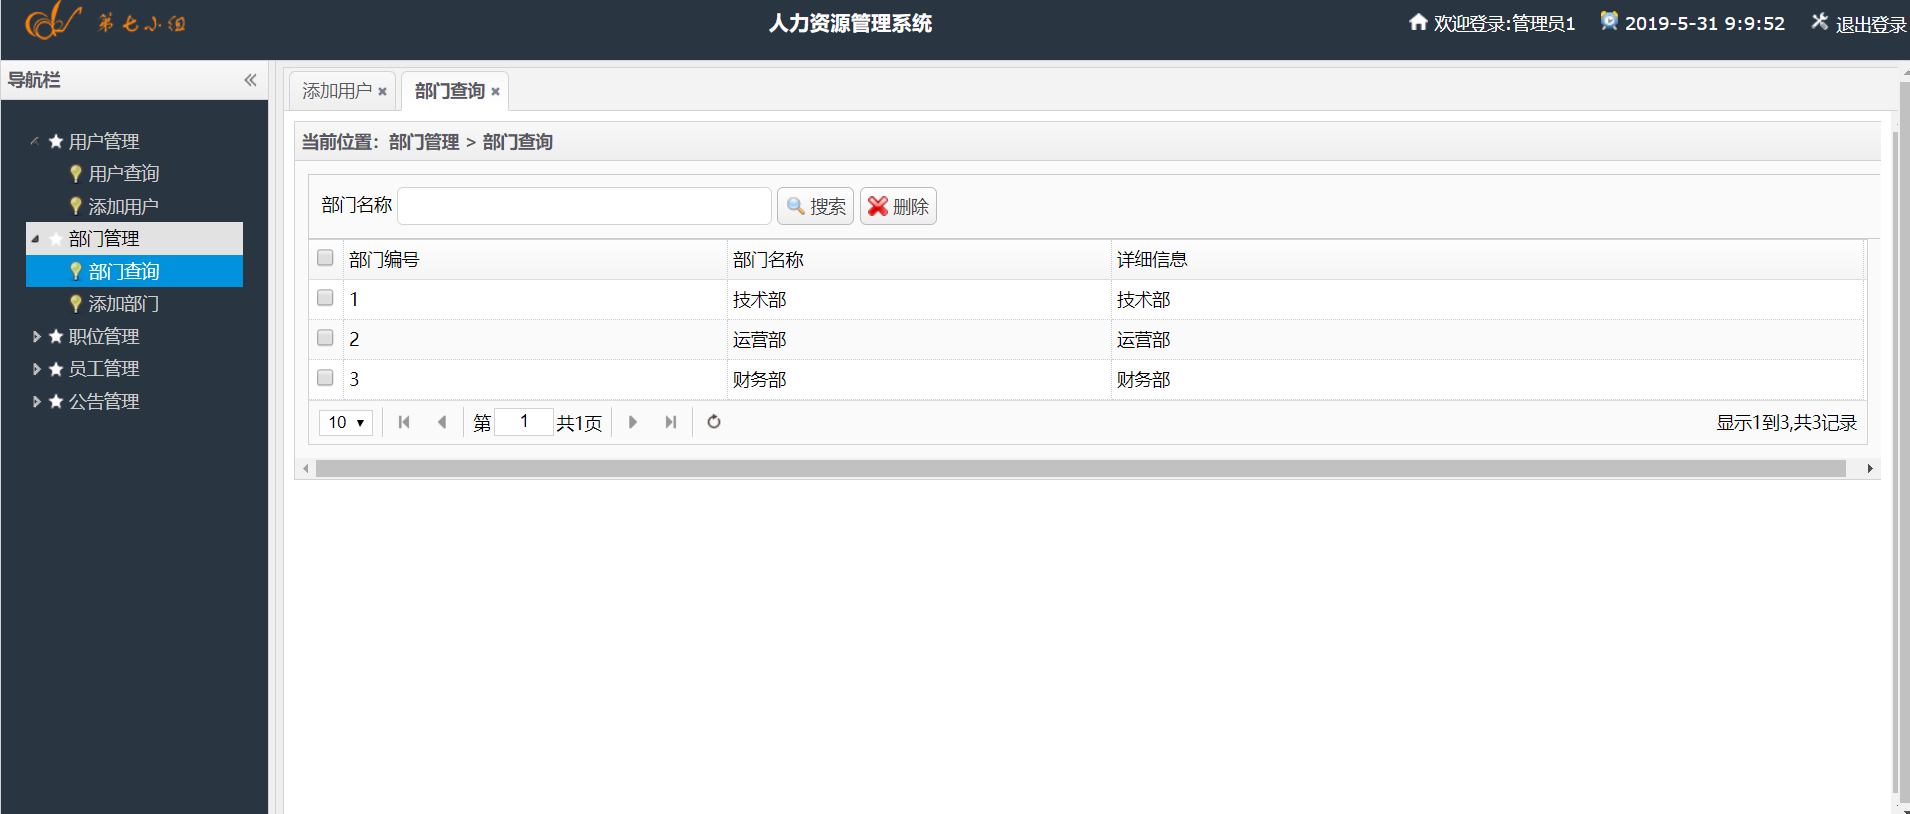 第七小组
人力资源管理系统
欢迎登录:管理员1 2019-5-31 9:9:52 退出登录
导航栏
用户管理
用户查询
添加用户
部门管理
部门查询
添加部门
职位管理
员工管理
公告管理
添加用户 部门查询
当前位置：部门管理 > 部门查询
部门名称 搜索 删除
部门编号 部门名称 详细信息
1 技术部 技术部
2 运营部 运营部
3 财务部 财务部
10 第 1 共1页 显示1到3,共3记录